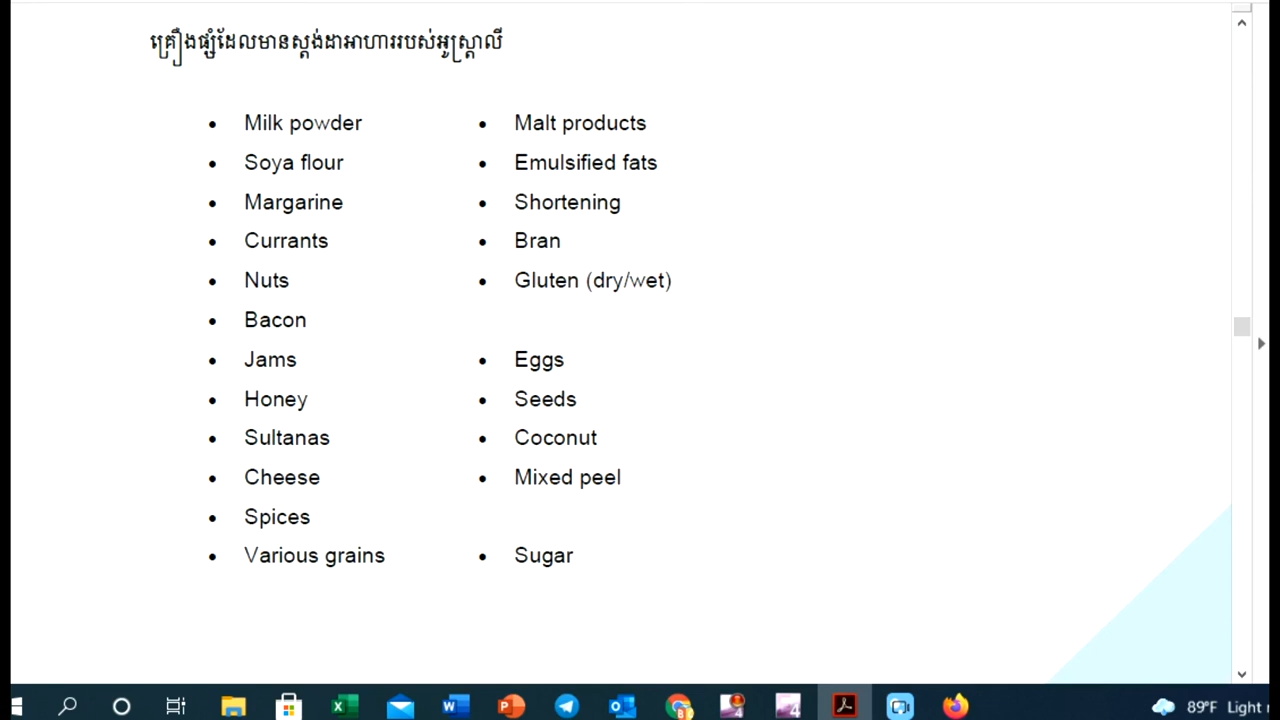 គ្រឿងផ្សំដែលមានស្តង់ដាអាហាររបស់អូស្ត្រាលី
• Milk powder • Malt products
• Soya flour • Emulsified fats
• Margarine • Shortening
• Currants • Bran
• Nuts • Gluten (dry/wet)
• Bacon
• Jams • Eggs
• Honey • Seeds
• Sultanas • Coconut
• Cheese • Mixed peel
• Spices
• Various grains • Sugar
89°F Light